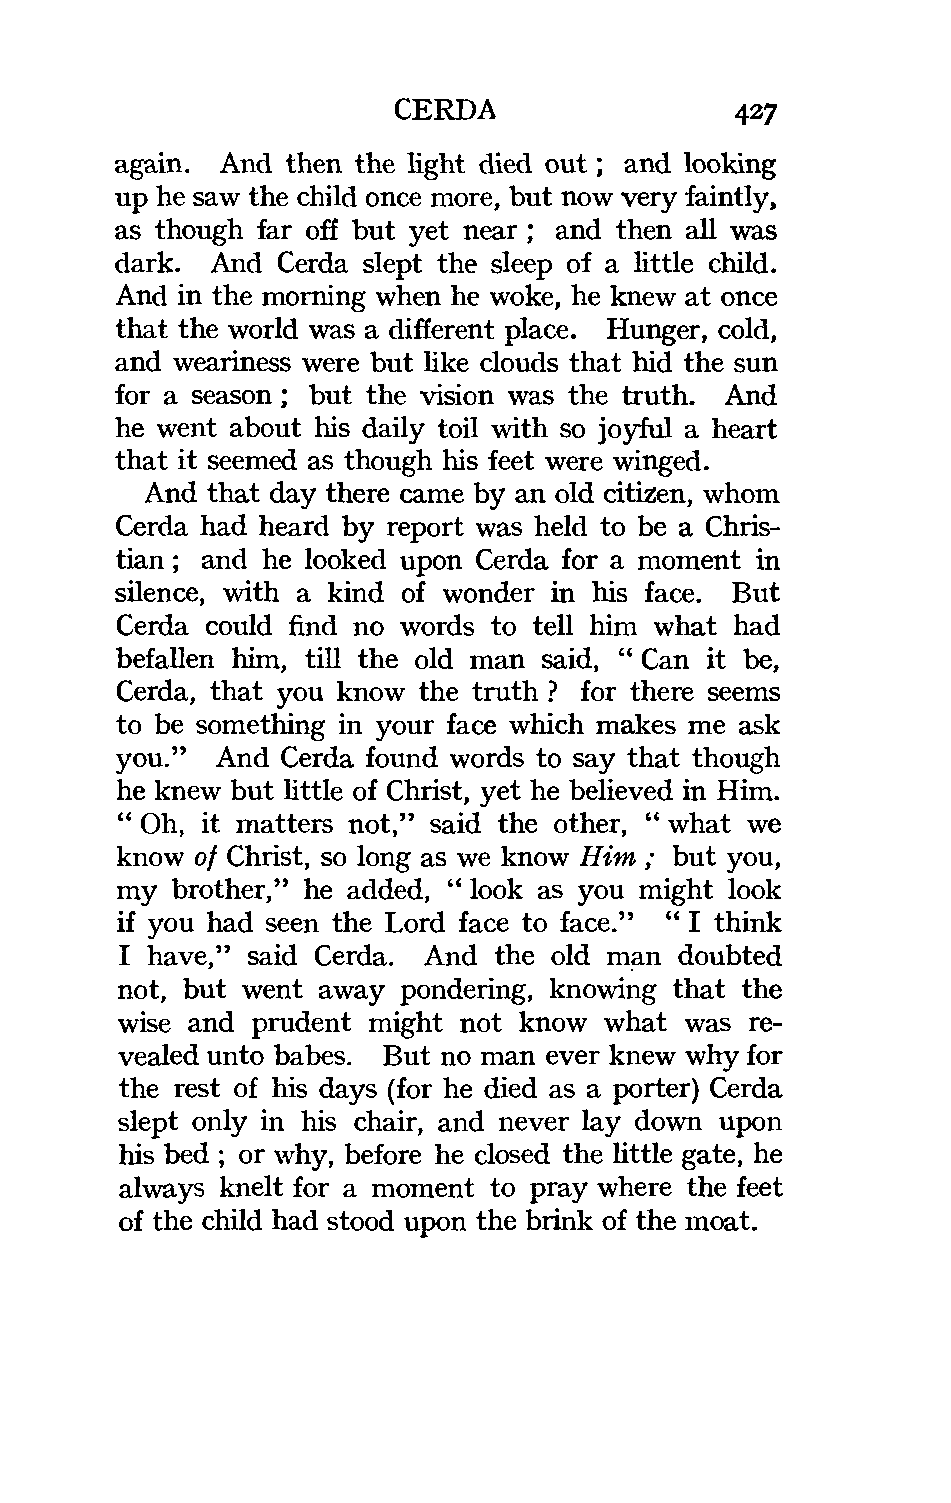 CERDA 427
again. And then the light died out ; and looking
up he saw the child once more, but now very faintly,
as though far off but yet near ; and then all was
dark. And Cerda slept the sleep of a little child.
And in the morning when he woke, he knew at once
that the world was a different place. Hunger, cold,
and weariness were but like clouds that hid the sun
for a season ; but the vision was the truth. And
he went about his daily toil with so joyful a heart
that it seemed as though his feet were winged.
And that day there came by an old citizen, whom
Cerda had heard by report was held to be a Chris-
tian ; and he looked upon Cerda for a moment in
silence, with a kind of wonder in his face. But
Cerda could find no words to tell him what had
befallen him, till the old man said, “ Can it be,
Cerda, that you know the truth ? for there seems
to be something in your face which makes me ask
you.” And Cerda found words to say that though
he knew but little of Christ, yet he believed in Him.
“ Oh, it matters not,” said the other, “ what we
know of Christ, so long as we know Him ; but you,
my brother,” he added, “ look as you might look
if you had seen the Lord face to face.” “ I think
I have,” said Cerda. And the old man doubted
not, but went away pondering, knowing that the
wise and prudent might not know what was re-
vealed unto babes. But no man ever knew why for
the rest of his days (for he died as a porter) Cerda
slept only in his chair, and never lay down upon
his bed ; or why, before he closed the little gate, he
always knelt for a moment to pray where the feet
of the child had stood upon the brink of the moat.